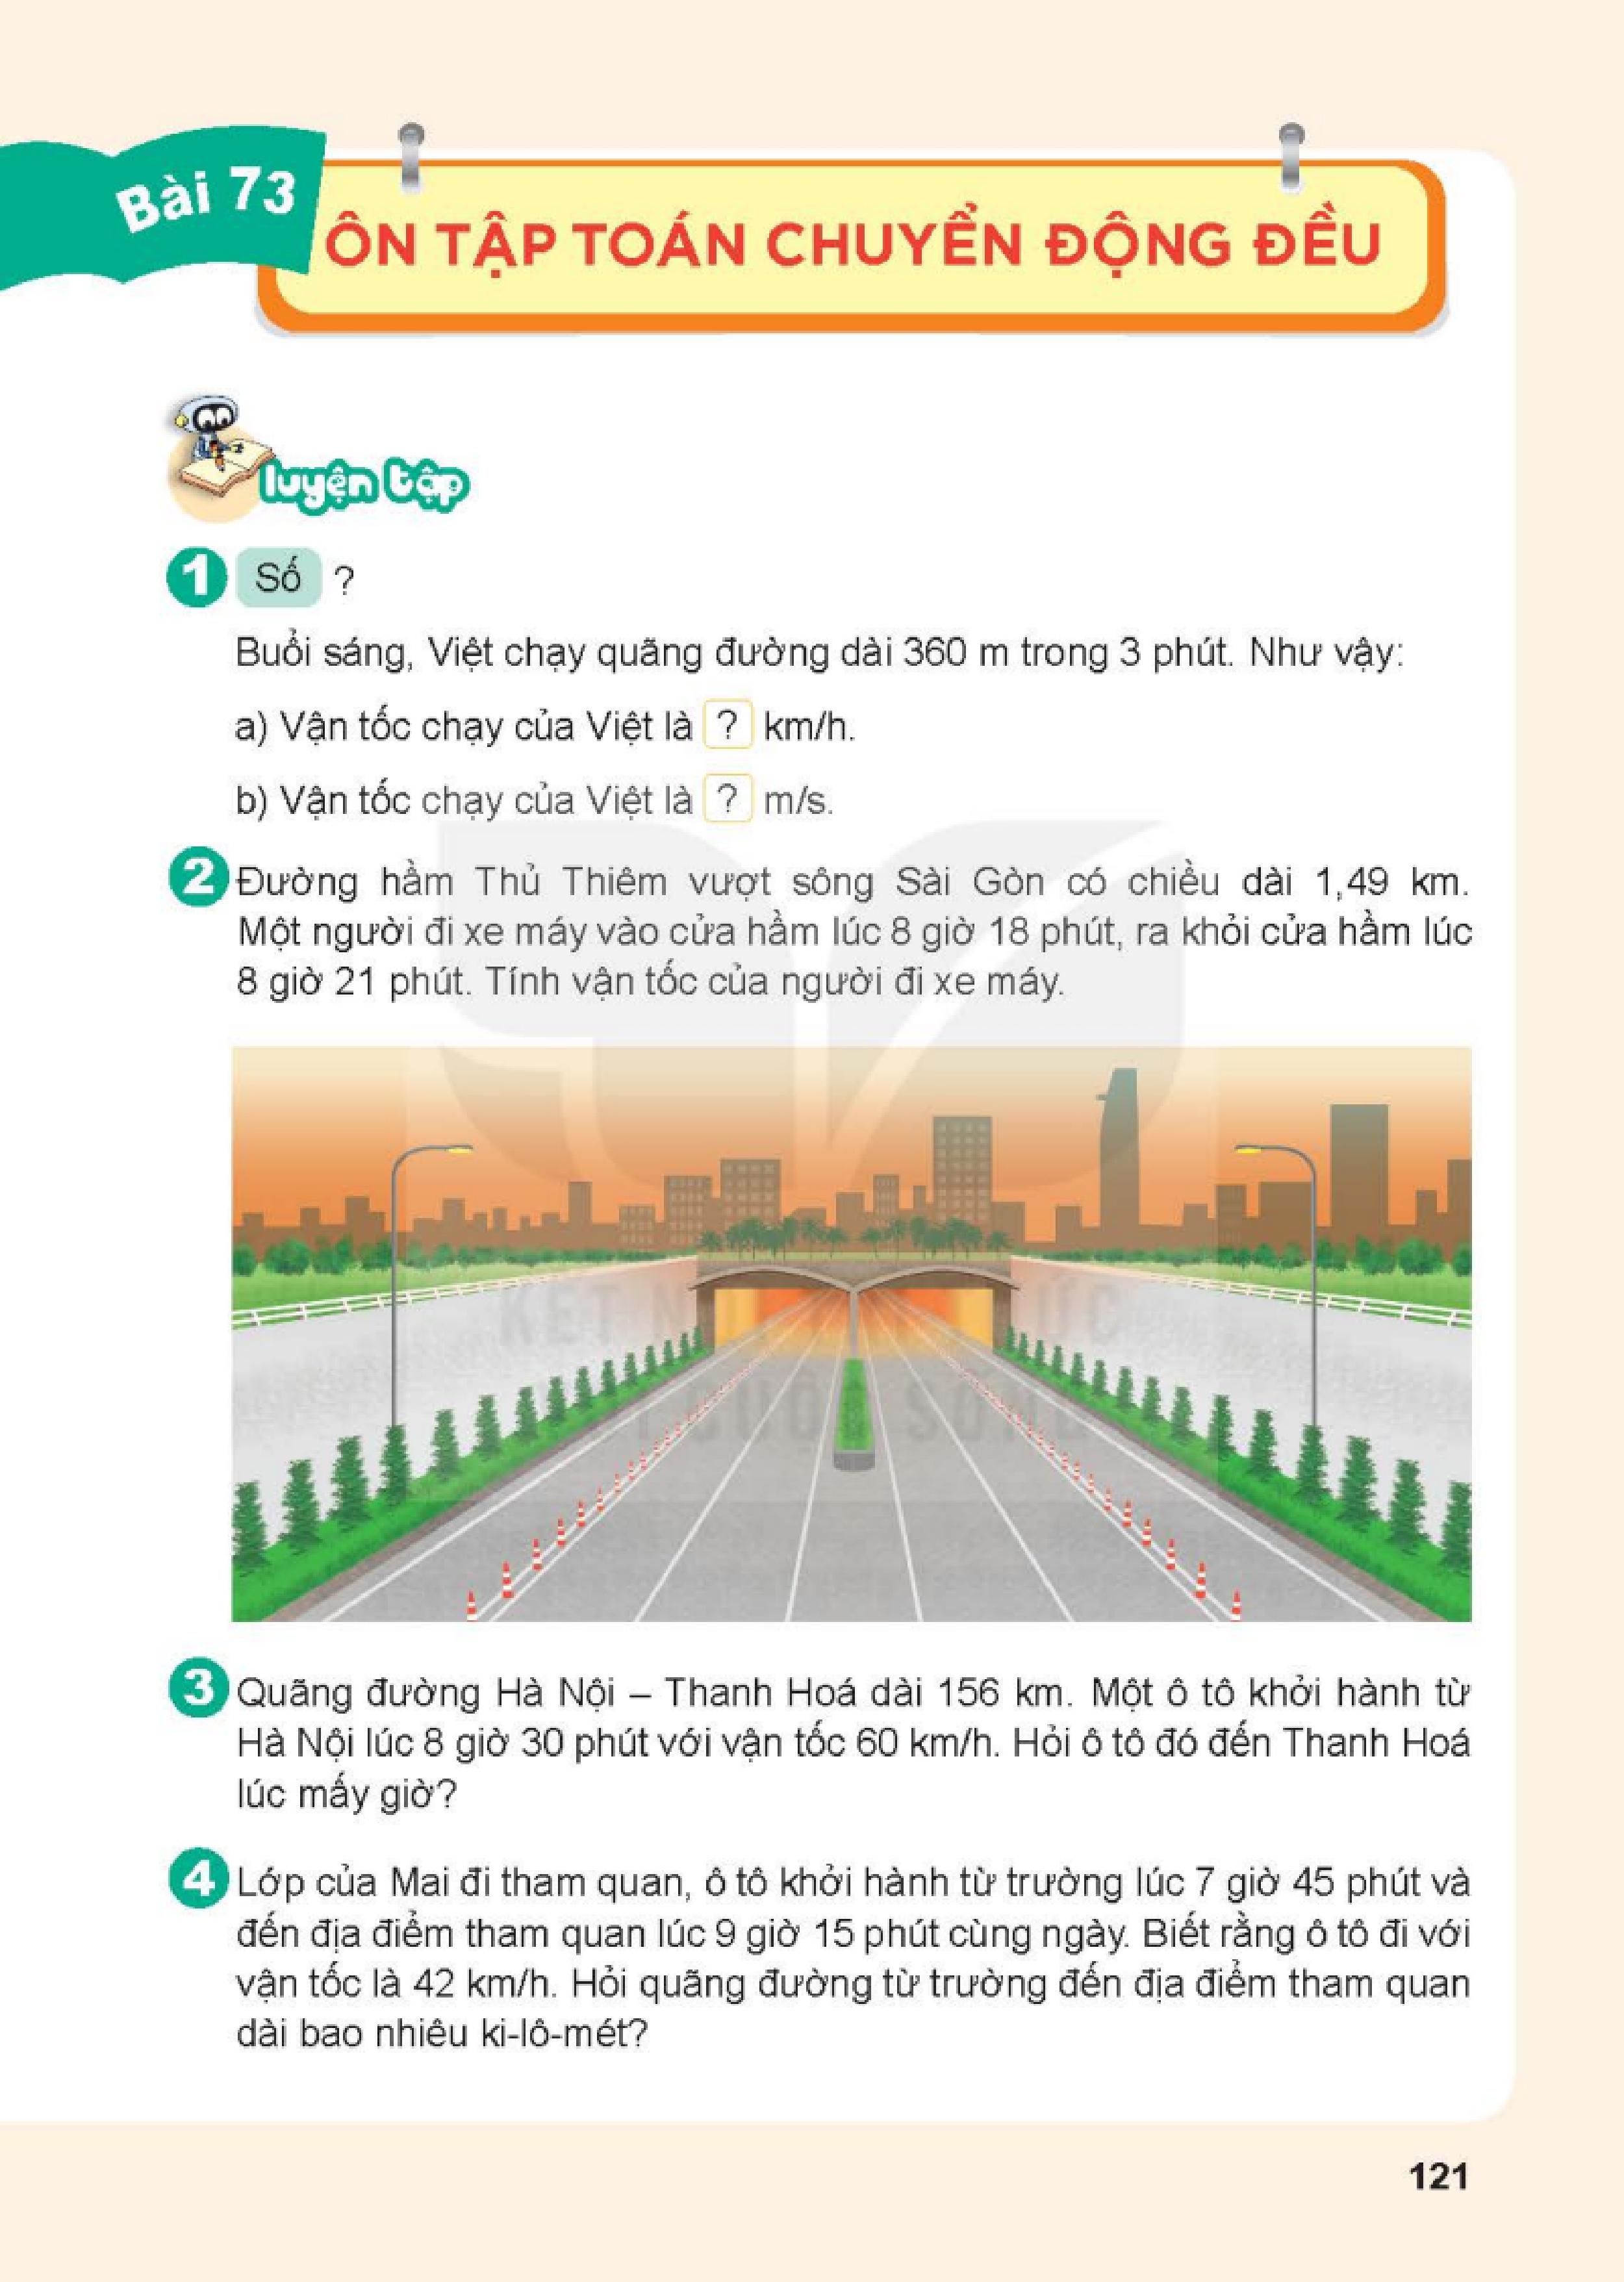 Bài 73
ÔN TẬP TOÁN CHUYỂN ĐỘNG ĐỀU
luyện tập
1 Số ?
Buổi sáng, Việt chạy quãng đường dài 360 m trong 3 phút. Như vậy:
a) Vận tốc chạy của Việt là ? km/h.
b) Vận tốc chạy của Việt là ? m/s.
2 Đường hầm Thủ Thiêm vượt sông Sài Gòn có chiều dài 1,49 km.
Một người đi xe máy vào cửa hầm lúc 8 giờ 18 phút, ra khỏi cửa hầm lúc
8 giờ 21 phút. Tính vận tốc của người đi xe máy.
3 Quãng đường Hà Nội – Thanh Hoá dài 156 km. Một ô tô khởi hành từ
Hà Nội lúc 8 giờ 30 phút với vận tốc 60 km/h. Hỏi ô tô đó đến Thanh Hoá
lúc mấy giờ?
4 Lớp của Mai đi tham quan, ô tô khởi hành từ trường lúc 7 giờ 45 phút và
đến địa điểm tham quan lúc 9 giờ 15 phút cùng ngày. Biết rằng ô tô đi với
vận tốc là 42 km/h. Hỏi quãng đường từ trường đến địa điểm tham quan
dài bao nhiêu ki-lô-mét?
121